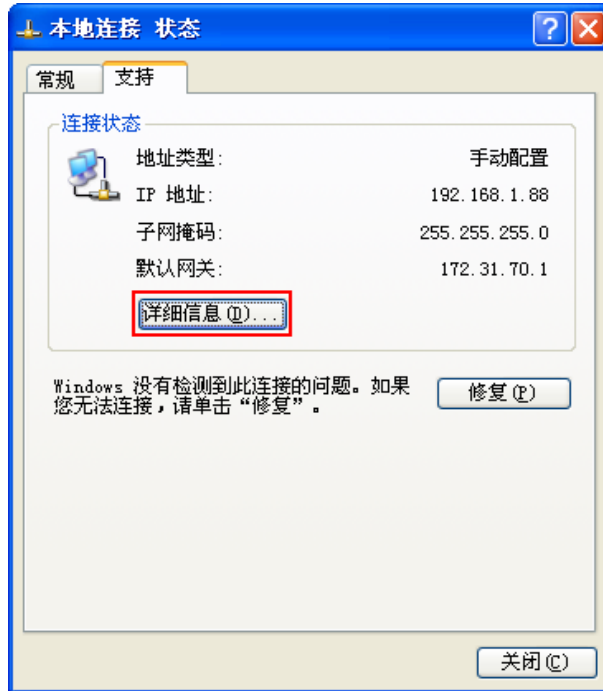 本地连接 状态
常规
支持
连接状态
地址类型:
手动配置
IP 地址:
192.168.1.88
子网掩码:
255.255.255.0
默认网关:
172.31.70.1
详细信息(D)...
Windows 没有检测到此连接的问题。如果
您无法连接，请单击“修复”。
修复(P)
关闭(C)